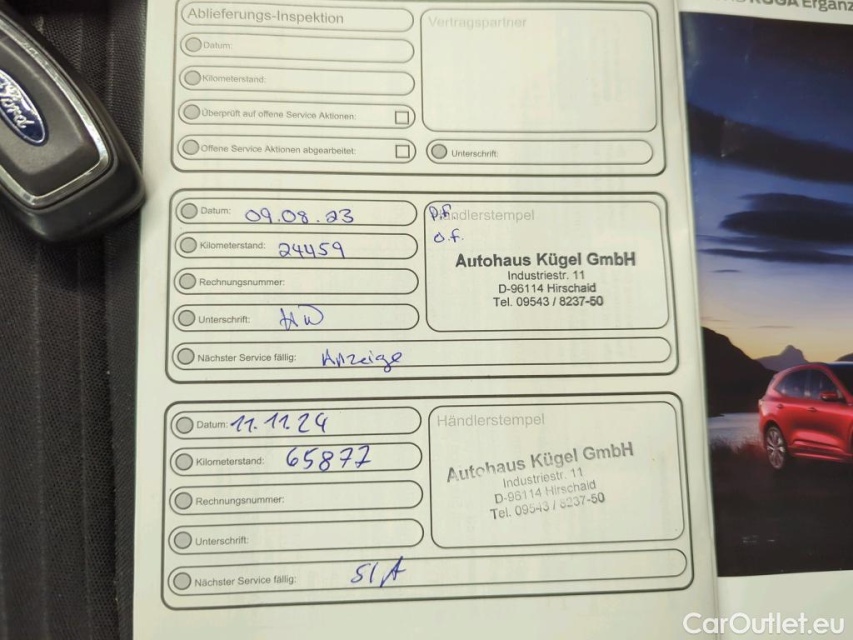 Ablieferungs-Inspektion
Vertragspartner
Datum:
Kilometerstand:
Überprüft auf offene Service Aktionen:
Offene Service Aktionen abgearbeitet:
Unterschrift:
Ford
KUGA Ergänz
Datum: 09.08.23
Händlerstempel
Kilometerstand: 24459
Autohaus Kügel GmbH
Industriestr. 11
D-96114 Hirschaid
Tel. 09543 / 8237-50
Rechnungsnummer:
Unterschrift:
Nächster Service fällig: Anzeige
Datum: 11.11.24
Händlerstempel
Kilometerstand: 65877
Autohaus Kügel GmbH
Industriestr. 11
D-96114 Hirschaid
Tel. 09543 / 8237-50
Rechnungsnummer:
Unterschrift:
Nächster Service fällig: SIA
CarOutlet.eu